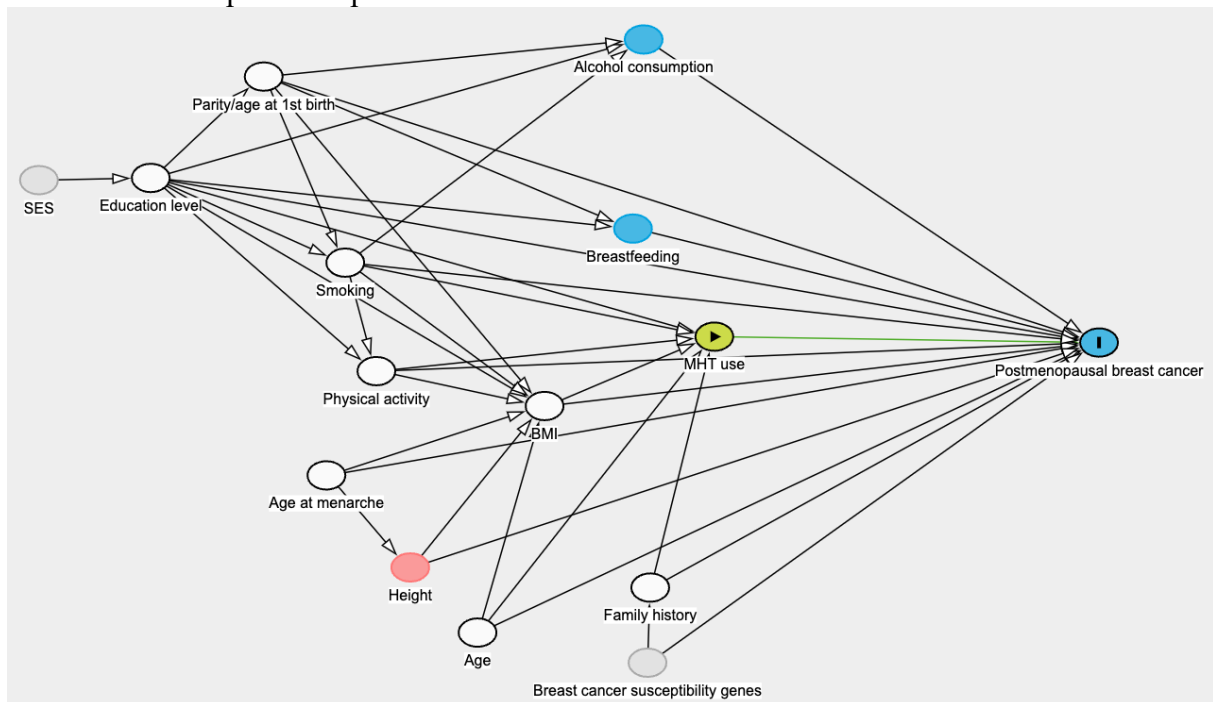 Alcohol consumption
Parity/age at 1st birth
SES
Education level
Breastfeeding
Smoking
MHT use
Postmenopausal breast cancer
Physical activity
BMI
Age at menarche
Height
Family history
Age
Breast cancer susceptibility genes